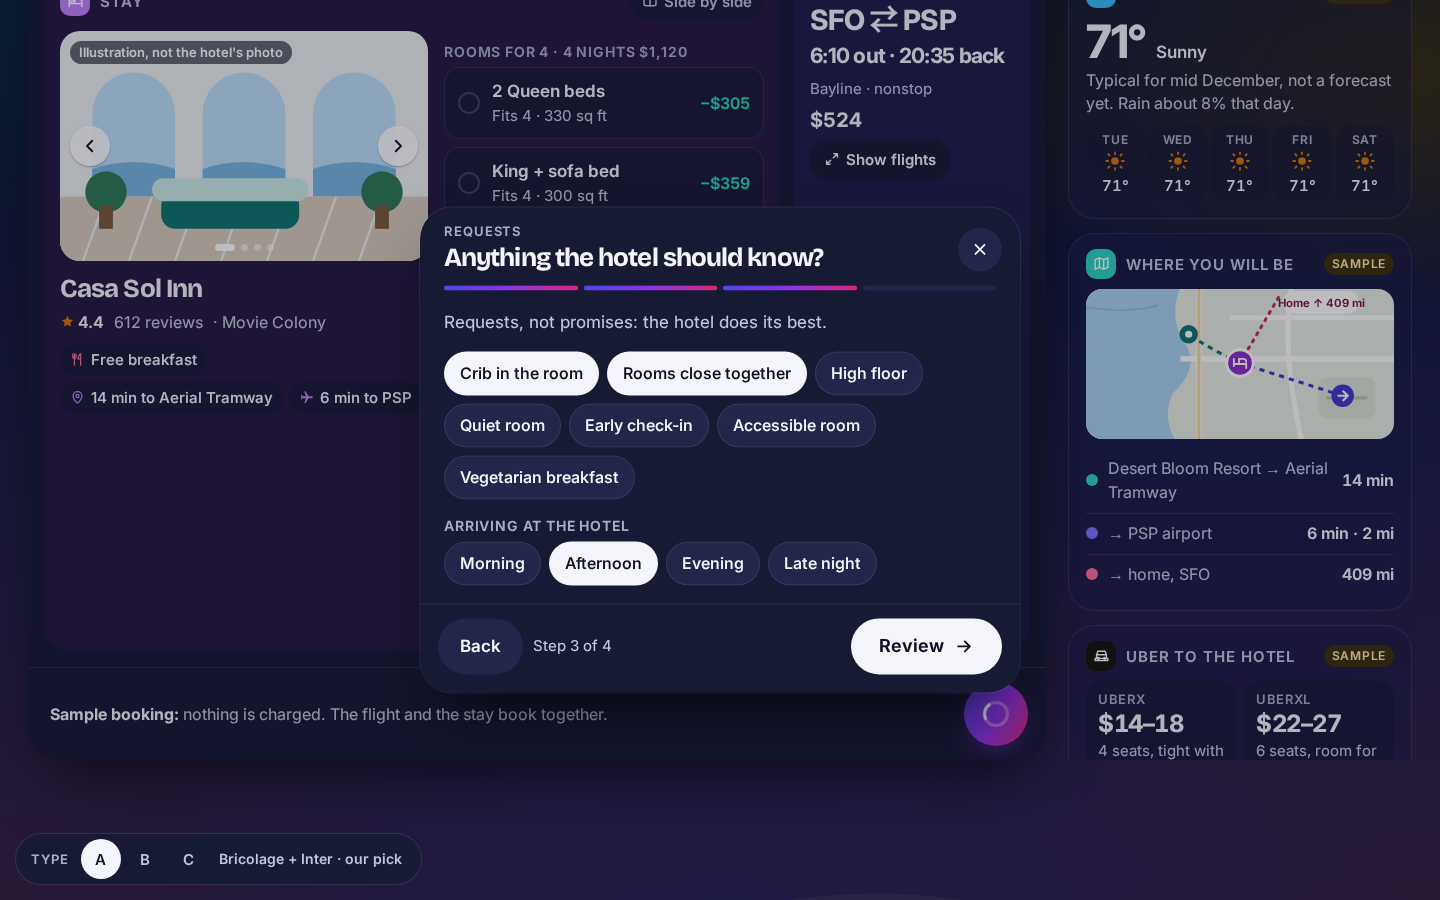 STAY
Side by side
Illustration, not the hotel's photo
ROOMS FOR 4 · 4 NIGHTS $1,120
2 Queen beds
Fits 4 · 330 sq ft
−$305
King + sofa bed
Fits 4 · 300 sq ft
−$359
Casa Sol Inn
4.4 612 reviews · Movie Colony
Free breakfast
14 min to Aerial Tramway
6 min to PSP
SFO ⇄ PSP
6:10 out · 20:35 back
Bayline · nonstop
$524
Show flights
REQUESTS
Anything the hotel should know?
Requests, not promises: the hotel does its best.
Crib in the room
Rooms close together
High floor
Quiet room
Early check-in
Accessible room
Vegetarian breakfast
ARRIVING AT THE HOTEL
Morning
Afternoon
Evening
Late night
Back
Step 3 of 4
Review →
Sample booking: nothing is charged. The flight and the stay book together.
71° Sunny
Typical for mid December, not a forecast
yet. Rain about 8% that day.
TUE WED THU FRI SAT
71° 71° 71° 71° 71°
WHERE YOU WILL BE
SAMPLE
Home ↑ 409 mi
Desert Bloom Resort → Aerial
Tramway
14 min
→ PSP airport
6 min · 2 mi
→ home, SFO
409 mi
UBER TO THE HOTEL
SAMPLE
UBERX
$14–18
4 seats, tight with
UBERXL
$22–27
6 seats, room for
TYPE A B C Bricolage + Inter · our pick